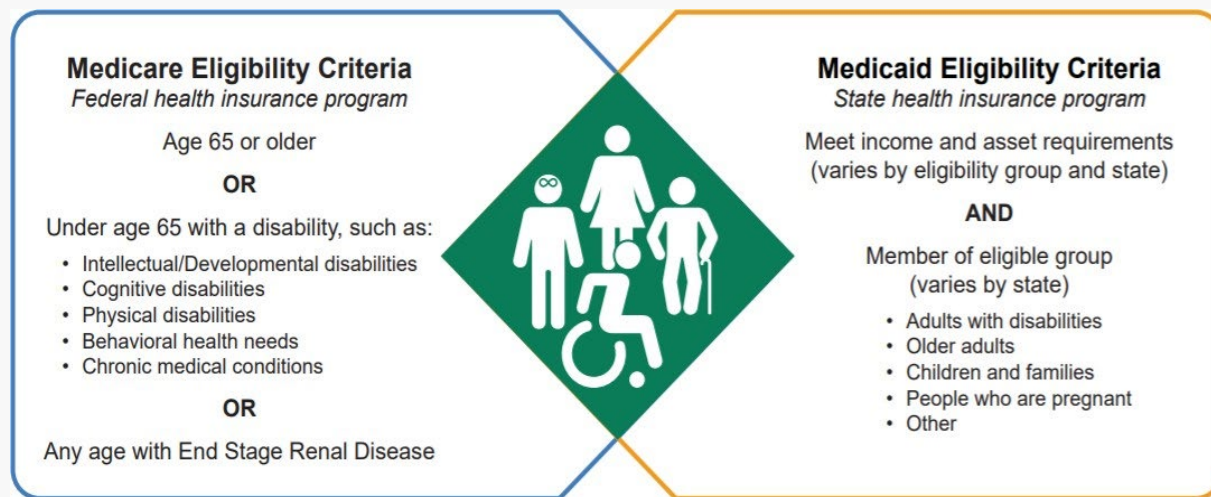 Medicare Eligibility Criteria
Federal health insurance program
Age 65 or older
OR
Under age 65 with a disability, such as:
• Intellectual/Developmental disabilities
• Cognitive disabilities
• Physical disabilities
• Behavioral health needs
• Chronic medical conditions
OR
Any age with End Stage Renal Disease
Medicaid Eligibility Criteria
State health insurance program
Meet income and asset requirements
(varies by eligibility group and state)
AND
Member of eligible group
(varies by state)
• Adults with disabilities
• Older adults
• Children and families
• People who are pregnant
• Other